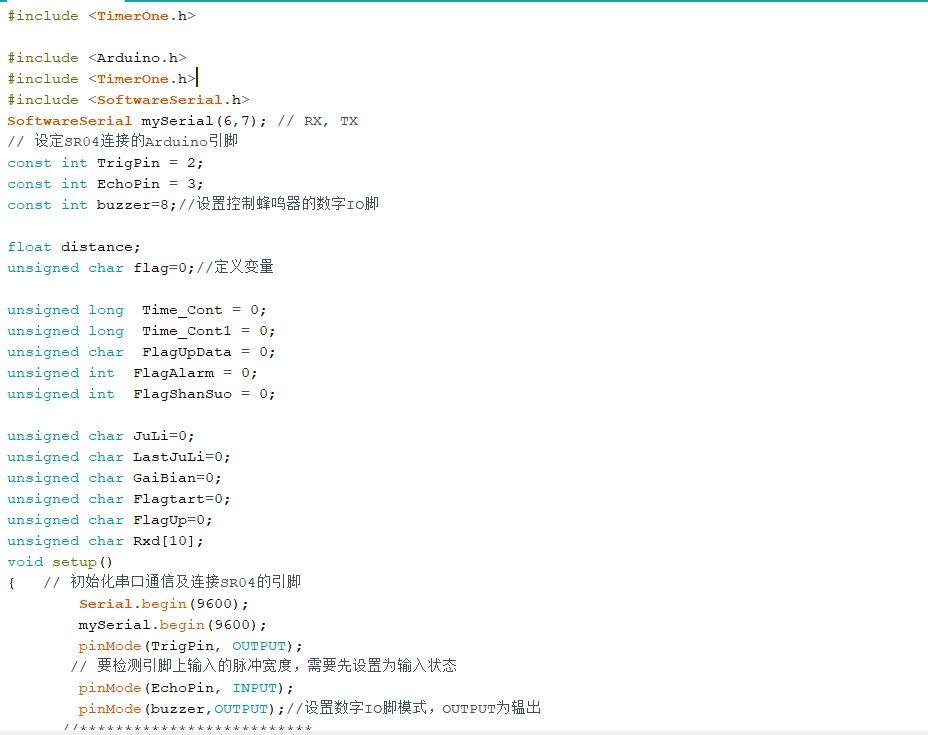 #include <TimerOne.h>
#include <Arduino.h>
#include <TimerOne.h>
#include <SoftwareSerial.h>
SoftwareSerial mySerial(6,7); // RX, TX
// 设定SR04连接的Arduino引脚
const int TrigPin = 2;
const int EchoPin = 3;
const int buzzer=8;//设置控制蜂鸣器的数字IO脚
float distance;
unsigned char flag=0;//定义变量
unsigned long  Time_Cont = 0;
unsigned long  Time_Cont1 = 0;
unsigned char  FlagUpData = 0;
unsigned int  FlagAlarm = 0;
unsigned int  FlagShanSuo = 0;
unsigned char JuLi=0;
unsigned char LastJuLi=0;
unsigned char GaiBian=0;
unsigned char Flagtart=0;
unsigned char FlagUp=0;
unsigned char Rxd[10];
void setup()
{   // 初始化串口通信及连接SR04的引脚
        Serial.begin(9600);
        mySerial.begin(9600);
        pinMode(TrigPin, OUTPUT);
       // 要检测引脚上输入的脉冲宽度，需要先设置为输入状态
        pinMode(EchoPin, INPUT);
        pinMode(buzzer,OUTPUT);//设置数字IO脚模式，OUTPUT为辒出
       //**************************